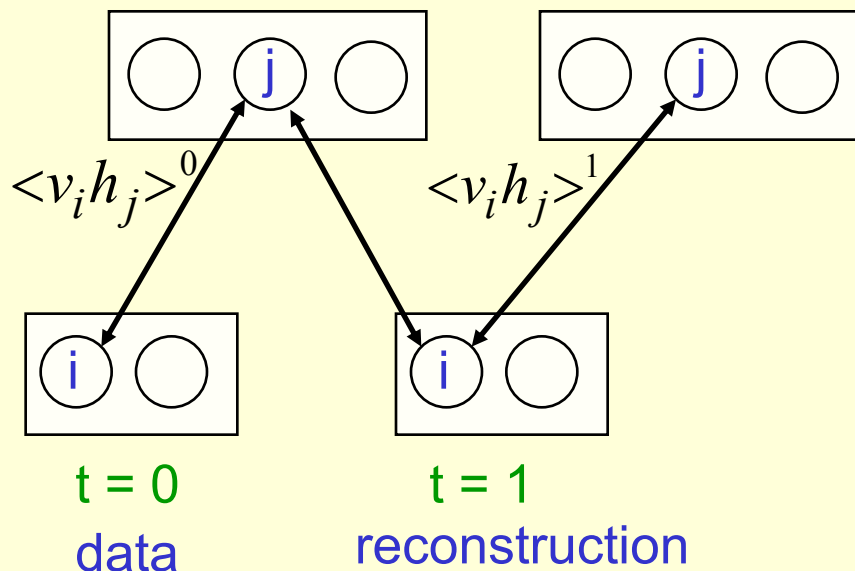 j j
<v_i h_j>^0 <v_i h_j>^1
i i
t = 0 t = 1
data reconstruction